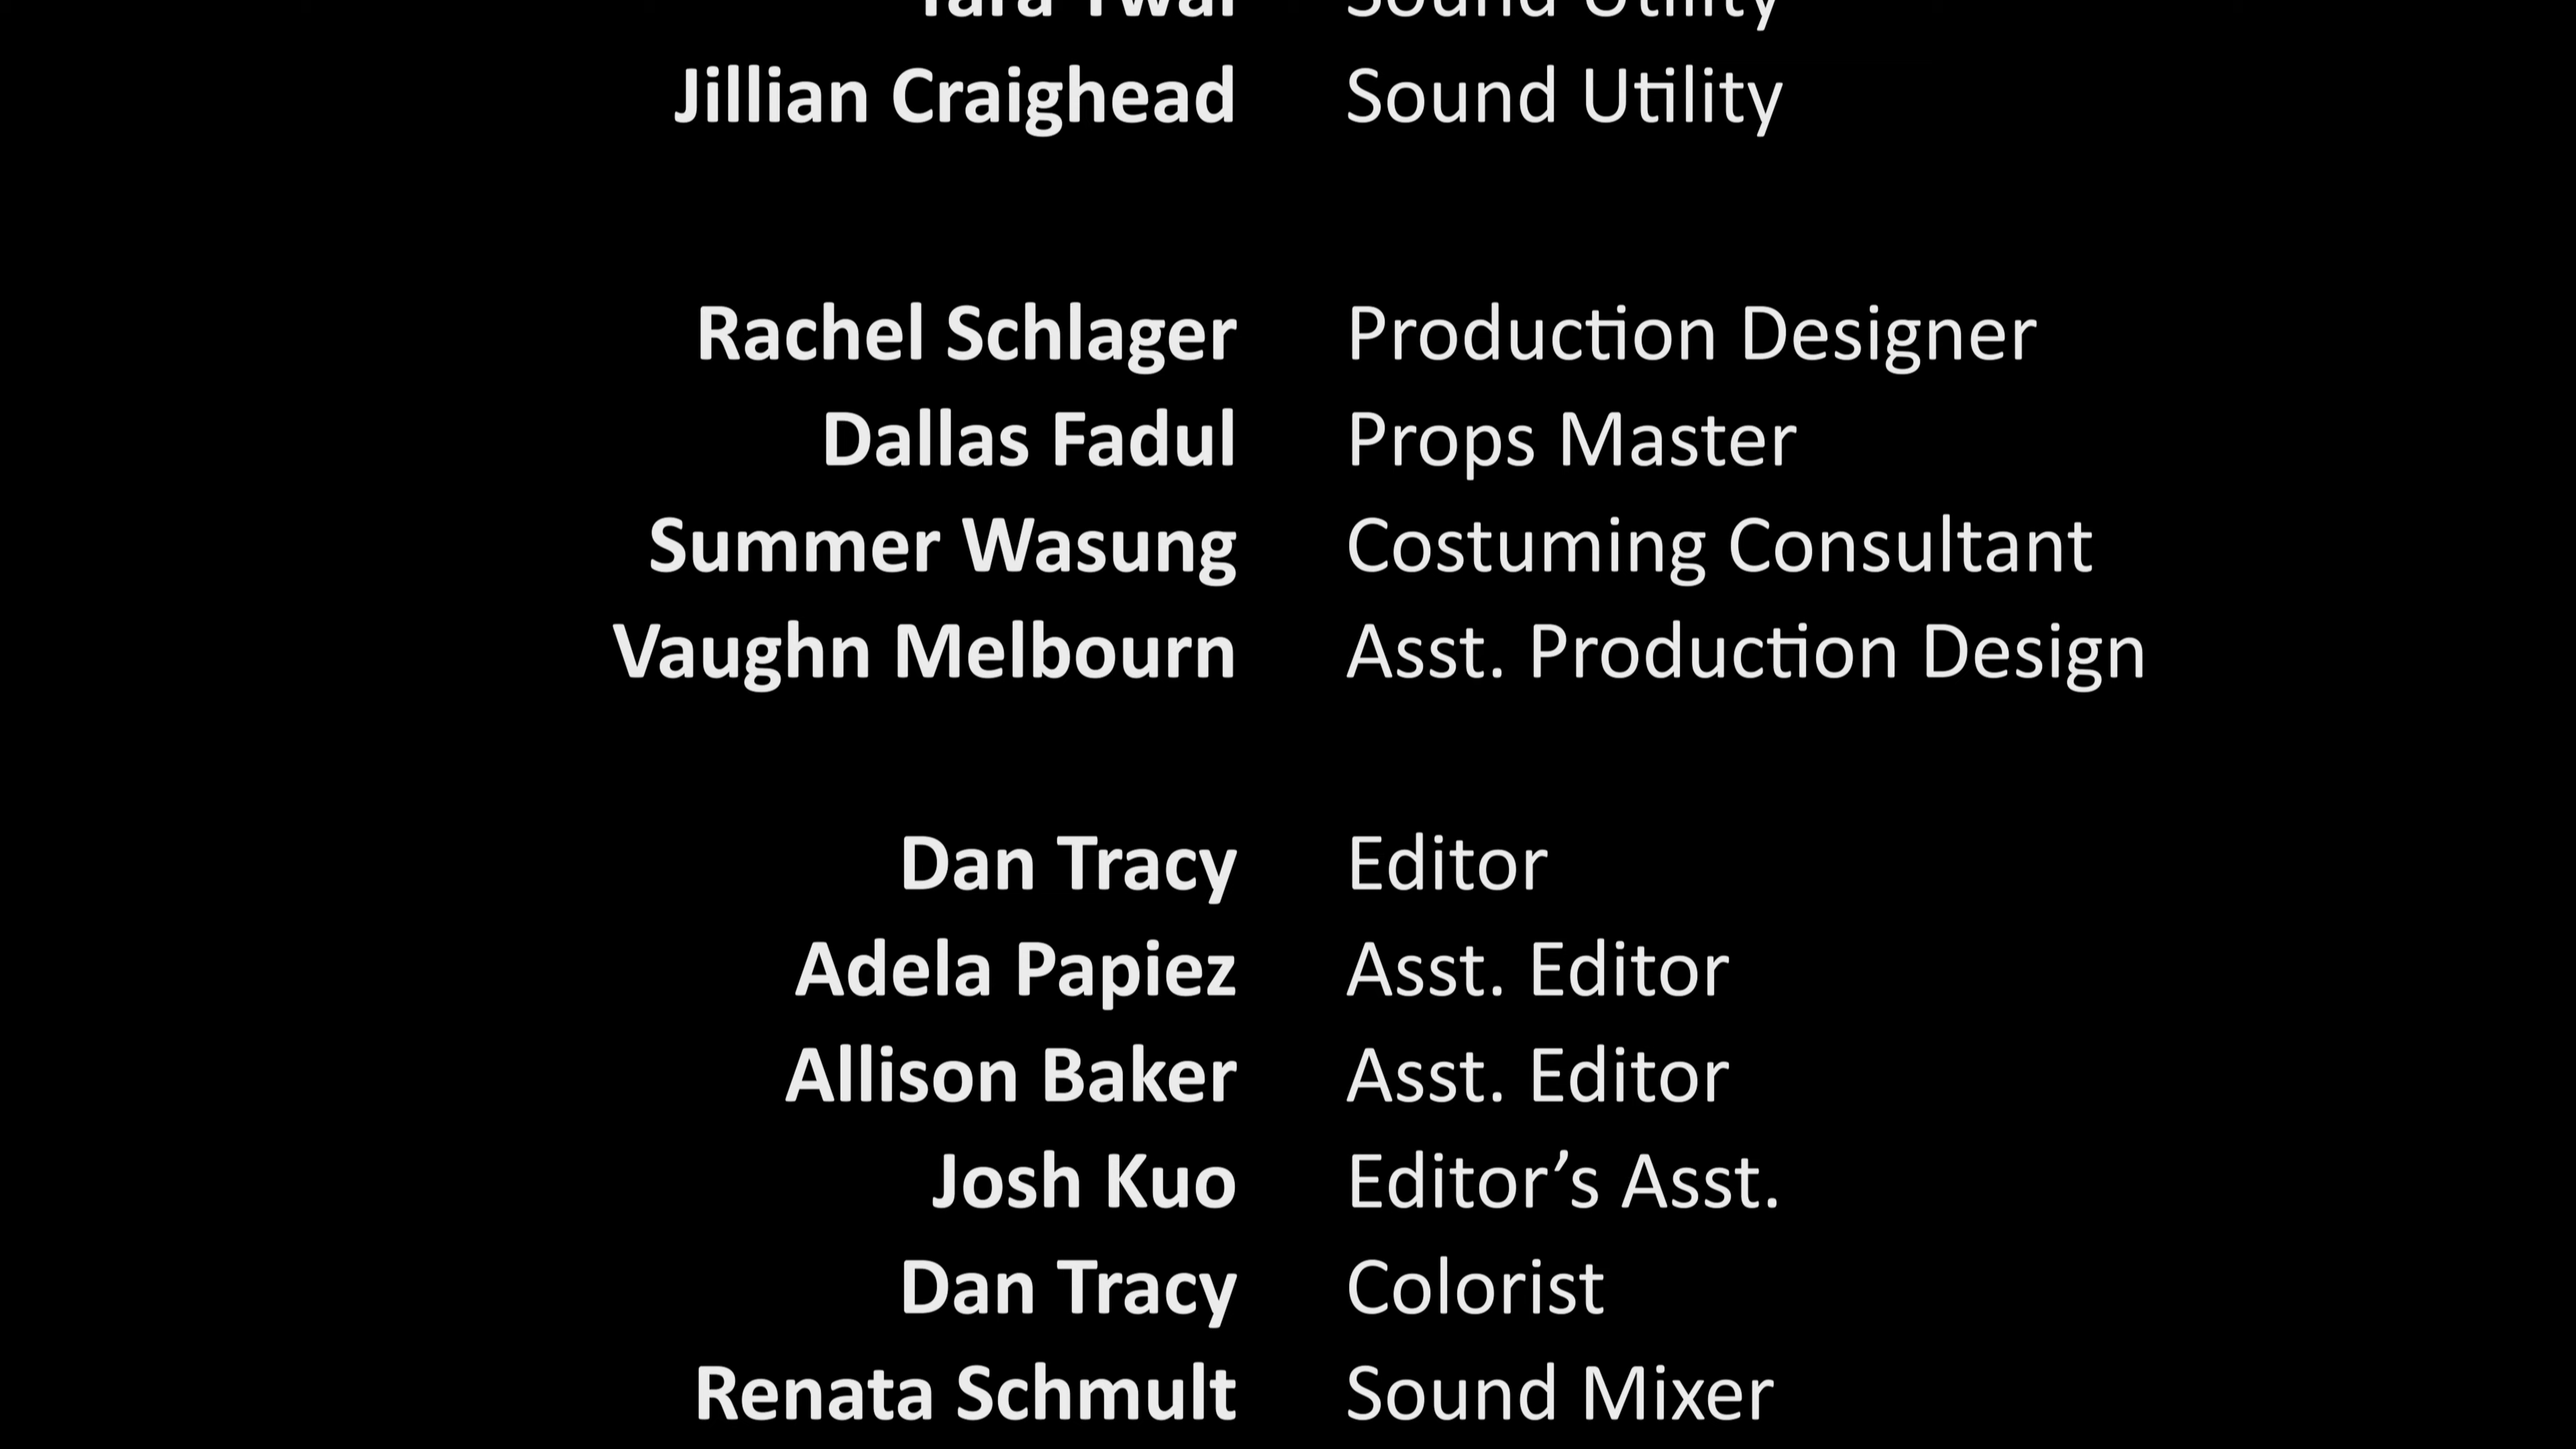 Sound Utility
Jillian Craighead Sound Utility
Rachel Schlager Production Designer
Dallas Fadul Props Master
Summer Wasung Costuming Consultant
Vaughn Melbourn Asst. Production Design
Dan Tracy Editor
Adela Papiez Asst. Editor
Allison Baker Asst. Editor
Josh Kuo Editor’s Asst.
Dan Tracy Colorist
Renata Schmult Sound Mixer